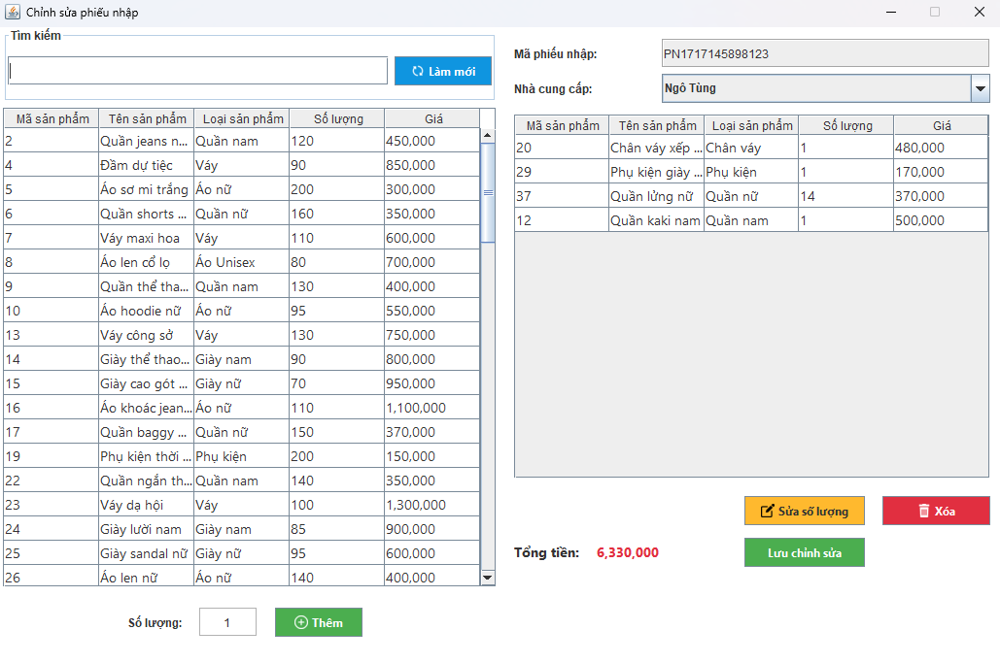 Chỉnh sửa phiếu nhập
Tìm kiếm
Làm mới
Mã sản phẩm Tên sản phẩm Loại sản phẩm Số lượng Giá
2 Quần jeans n... Quần nam 120 450,000
4 Đầm dự tiệc Váy 90 850,000
5 Áo sơ mi trắng Áo nữ 200 300,000
6 Quần shorts ... Quần nữ 160 350,000
7 Váy maxi hoa Váy 110 600,000
8 Áo len cổ lọ Áo Unisex 80 700,000
9 Quần thể tha... Quần nam 130 400,000
10 Áo hoodie nữ Áo nữ 95 550,000
13 Váy công sở Váy 130 750,000
14 Giày thể thao... Giày nam 90 800,000
15 Giày cao gót ... Giày nữ 70 950,000
16 Áo khoác jean... Áo nữ 110 1,100,000
17 Quần baggy ... Quần nữ 150 370,000
19 Phụ kiện thời ... Phụ kiện 200 150,000
22 Quần ngắn th... Quần nam 140 350,000
23 Váy dạ hội Váy 100 1,300,000
24 Giày lười nam Giày nam 85 900,000
25 Giày sandal nữ Giày nữ 95 600,000
26 Áo len nữ Áo nữ 140 400,000
Số lượng: 1 Thêm
Mã phiếu nhập: PN1717145898123
Nhà cung cấp: Ngô Tùng
Mã sản phẩm Tên sản phẩm Loại sản phẩm Số lượng Giá
20 Chân váy xếp ... Chân váy 1 480,000
29 Phụ kiện giày ... Phụ kiện 1 170,000
37 Quần lửng nữ Quần nữ 14 370,000
12 Quần kaki nam Quần nam 1 500,000
Sửa số lượng Xóa
Tổng tiền: 6,330,000 Lưu chỉnh sửa